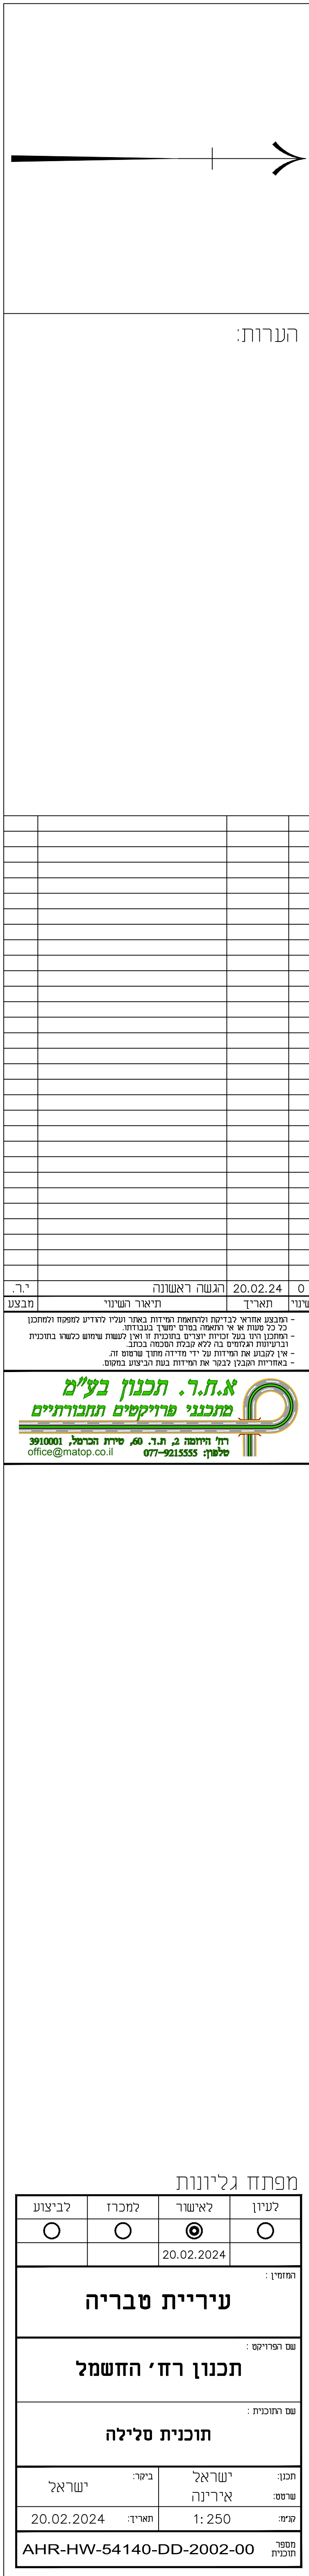 הערות:
0 20.02.24 הגשה ראשונה י.ר.
שינוי תאריך תיאור השינוי מבצע
- המבצע אחראי לבדיקת ולהתאמת המידות באתר ועליו להודיע למפקח ולמתכנן
כל כל טעות או אי התאמה בטרם ימשיך בעבודתו.
- המתכנן הינו בעל זכויות יוצרים בתוכנית זו ואין לעשות שימוש כלשהו בתוכנית
וברעיונות הגלומים בה ללא קבלת הסכמה בכתב.
- אין לקבוע את המידות על ידי מדידה מתוך שרטוט זה.
- באחריות הקבלן לבקר את המידות בעת הביצוע במקום.
א.ח.ר. תכנון בע"מ
מתכנני פרויקטים תחבורתיים
רח' היוזמה 2, ת.ד. 60, טירת הכרמל, 3910001
טלפון: 077-9215555 office@matop.co.il
מפתח גליונות
לעיון לאישור למכרז לביצוע
20.02.2024
המזמין :
עיריית טבריה
שם הפרויקט :
תכנון רח' החשמל
שם התוכנית :
תוכנית סלילה
תכנן: ישראל ביקר: ישראל
שרטט: אירינה
קנ"מ: 1:250 תאריך: 20.02.2024
מספר תוכנית AHR-HW-54140-DD-2002-00